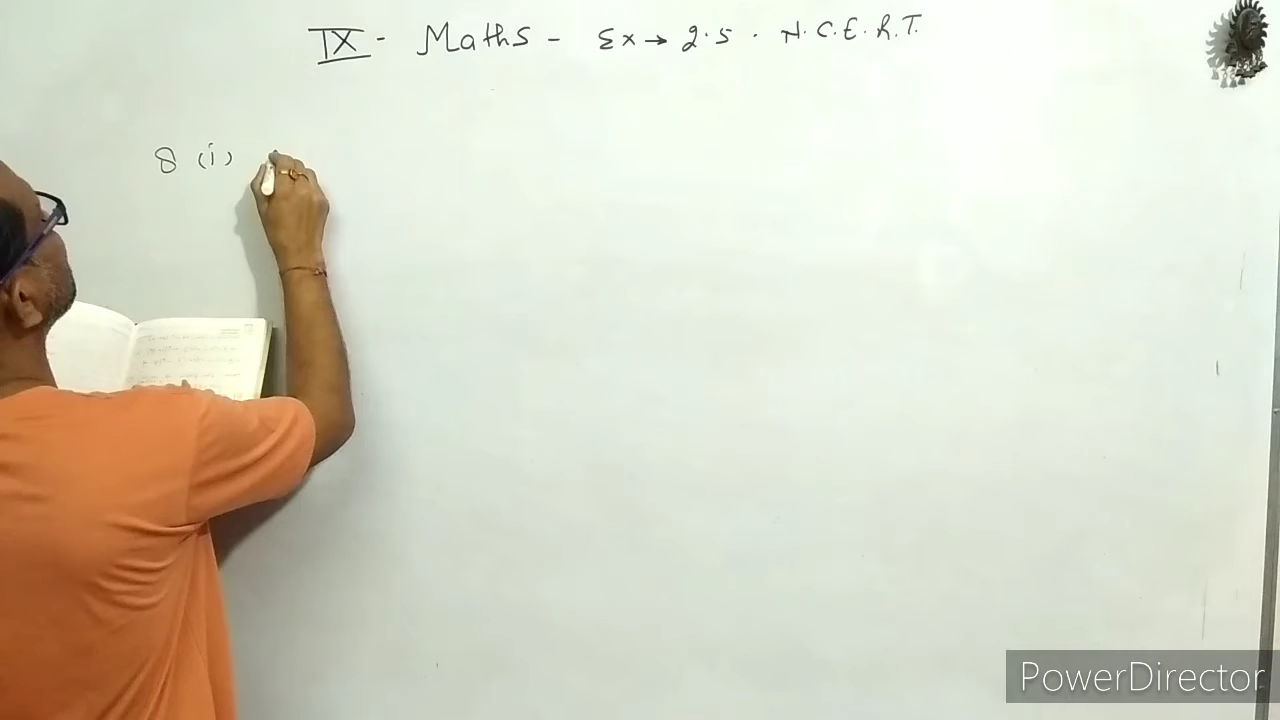 IX - Maths - Ex → 2.5 . N.C.E.R.T.
8 (i)
PowerDirector